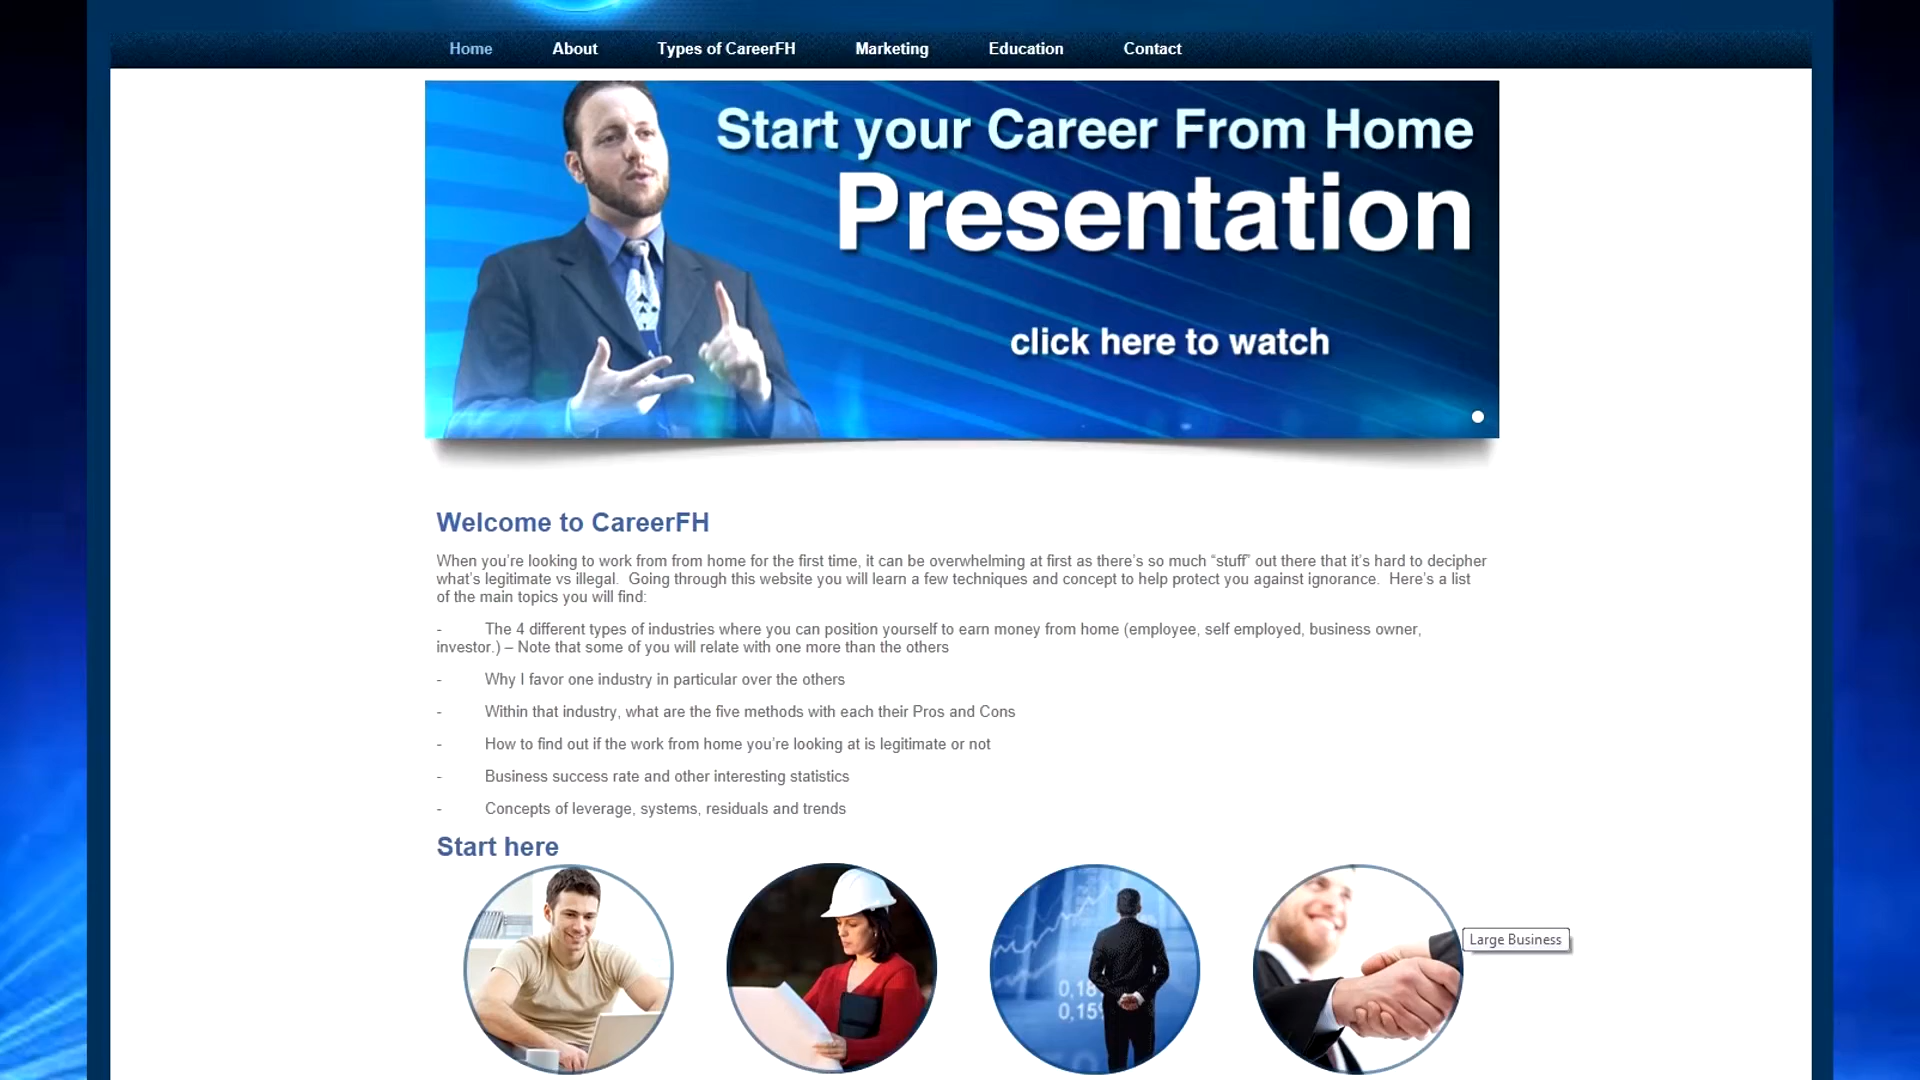 Home About Types of CareerFH Marketing Education Contact
Start your Career From Home
Presentation
click here to watch
Welcome to CareerFH
When you're looking to work from from home for the first time, it can be overwhelming at first as there's so much “stuff” out there that it's hard to decipher
what's legitimate vs illegal. Going through this website you will learn a few techniques and concept to help protect you against ignorance. Here's a list
of the main topics you will find:
- The 4 different types of industries where you can position yourself to earn money from home (employee, self employed, business owner,
investor.) – Note that some of you will relate with one more than the others
- Why I favor one industry in particular over the others
- Within that industry, what are the five methods with each their Pros and Cons
- How to find out if the work from home you're looking at is legitimate or not
- Business success rate and other interesting statistics
- Concepts of leverage, systems, residuals and trends
Start here
Large Business
0,18
0,15